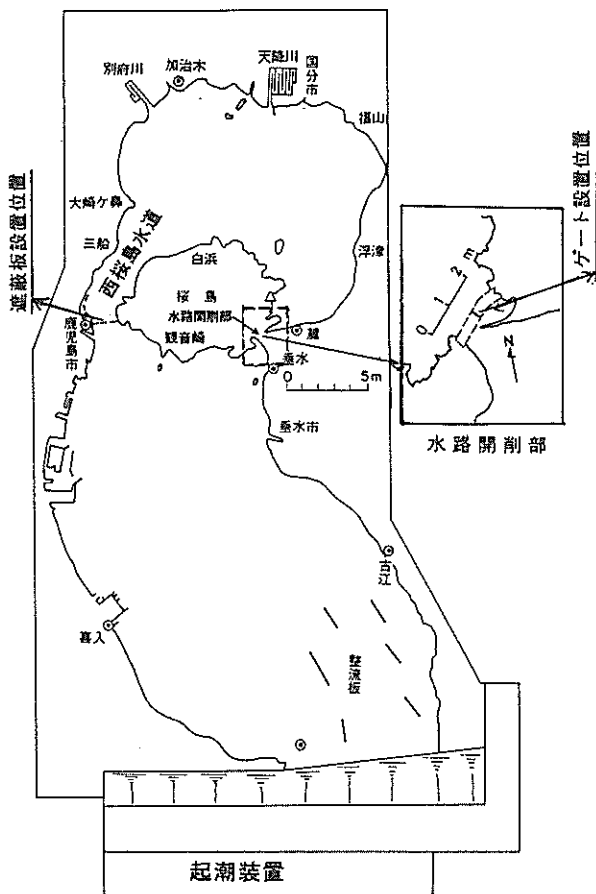 別府川
加治木
天降川
国分市
福山
大崎ケ鼻
三船
西桜島水道
遮蔽板設置位置
白浜
浮津
桜島
水路開削部
観音崎
鹿児島市
垂水
0
5m
垂水市
ゲート設置位置
0 1 2 m
N
水路開削部
古江
喜入
整流板
起潮装置